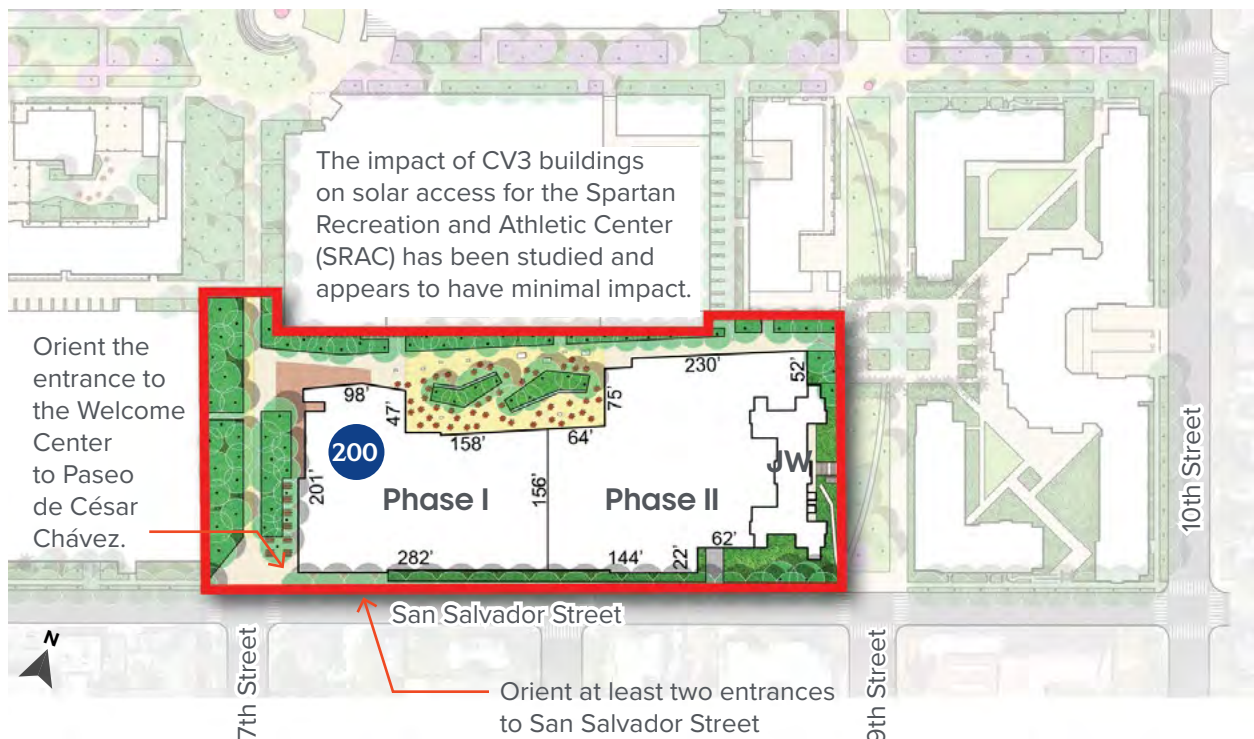 The impact of CV3 buildings
on solar access for the Spartan
Recreation and Athletic Center
(SRAC) has been studied and
appears to have minimal impact.
Orient the
entrance to
the Welcome
Center
to Paseo
de César
Chávez.
98'
47'
158'
64'
75'
230'
52'
200
201'
Phase I
156'
Phase II
JW
282'
144'
22'
62'
San Salvador Street
N
7th Street
9th Street
10th Street
Orient at least two entrances
to San Salvador Street